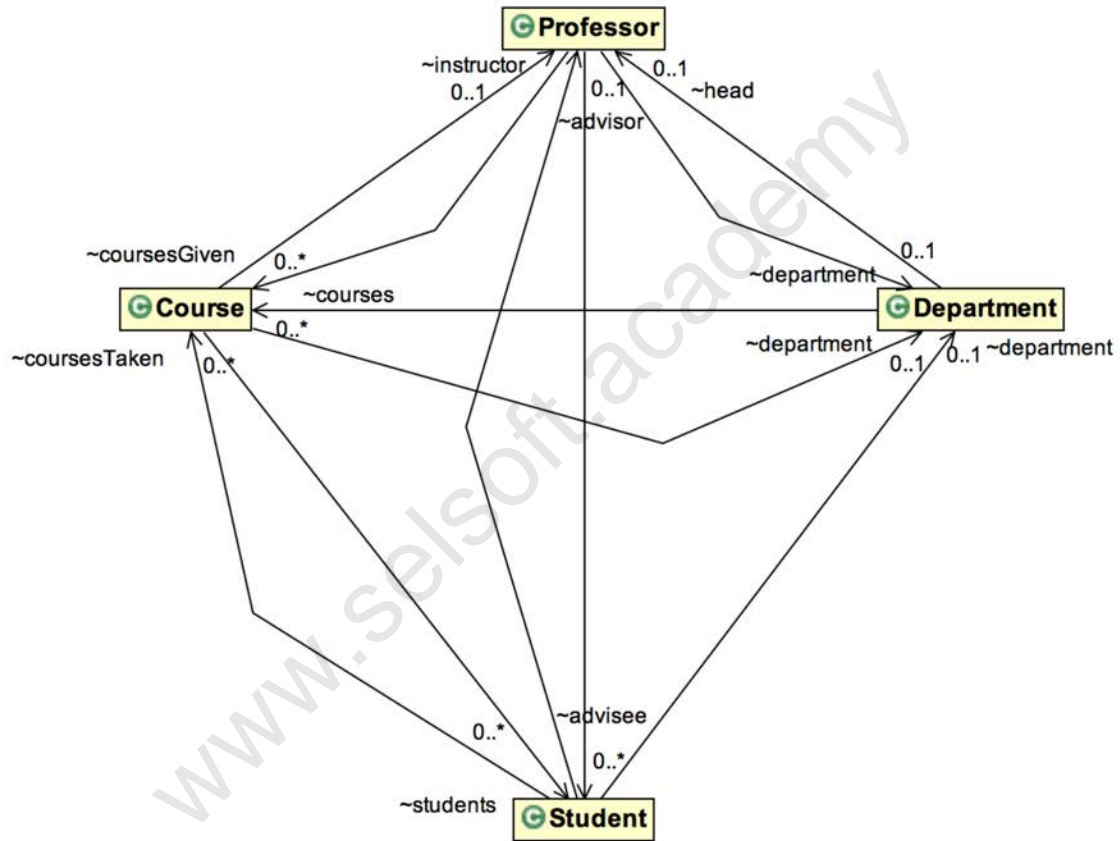 C Professor
~instructor
0..1
0..1
~advisor
0..1
~head
~coursesGiven
0..*
~department
0..1
C Course
~courses
0..*
C Department
~coursesTaken
0..*
~department
0..1
0..1
~department
0..*
~advisee
0..*
~students
C Student
www.selsoft.academy